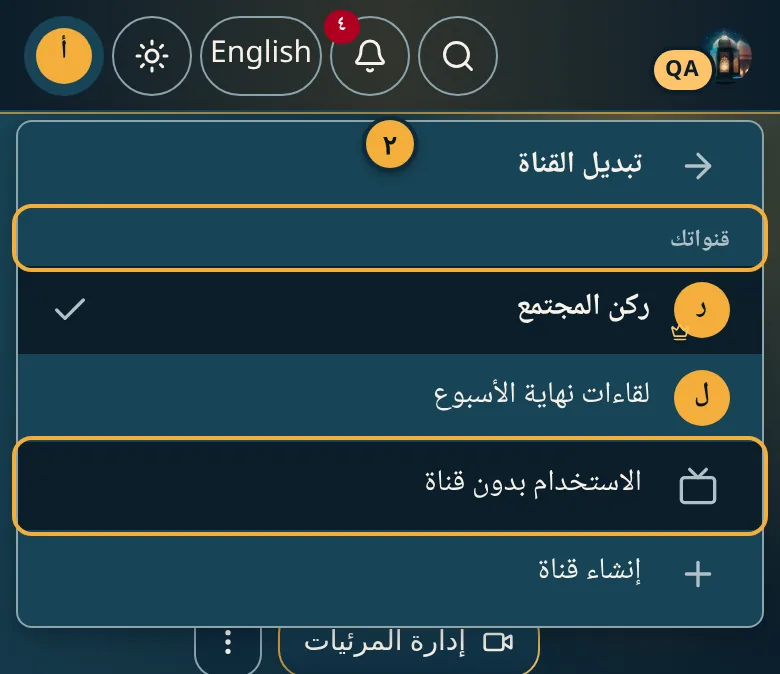 أ
English
٤
QA
٢
تبديل القناة
قنواتك
ر
ركن المجتمع
ل
لقاءات نهاية الأسبوع
الاستخدام بدون قناة
إنشاء قناة
إدارة المرئيات